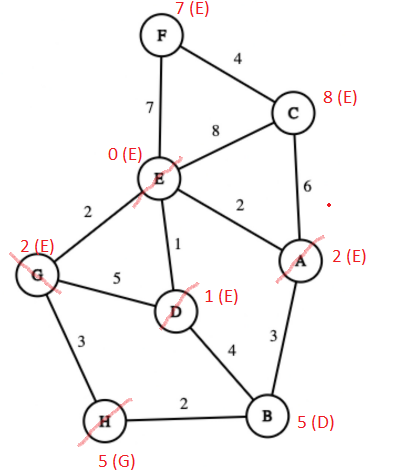 7 (E)
F
4
8 (E)
C
7
8
0 (E)
E
6
2
2
2 (E)
1
A
2 (E)
G
5
1 (E)
D
3
4
3
2
H
B
5 (D)
5 (G)